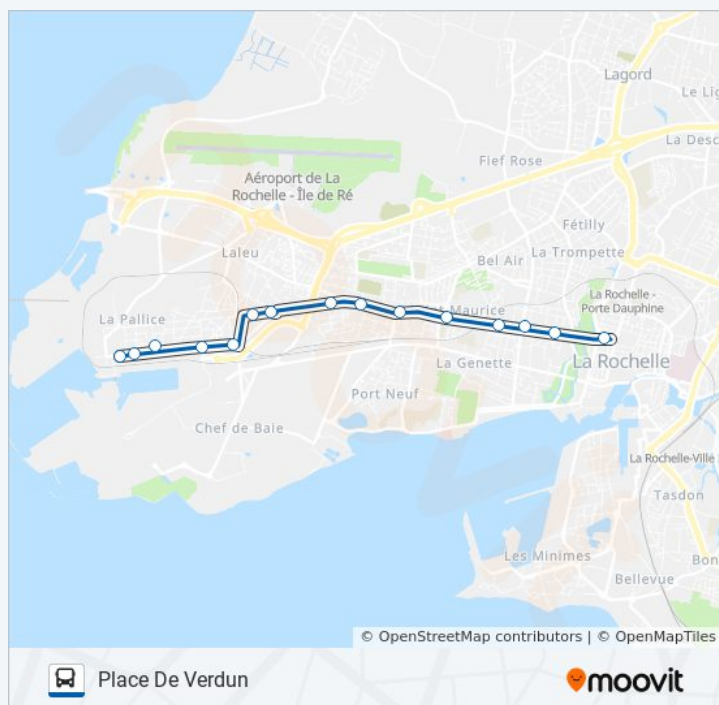 Lagord
Le Lig
La Desc
Fief Rose
Aéroport de La
Rochelle - Île de Ré
Fétilly
La Trompette
Laleu
Bel Air
La Rochelle -
Porte Dauphine
La Pallice
Maurice
La Genette
La Rochelle
Port Neuf
Chef de Baie
La Rochelle-Ville
Tasdon
Les Minimes
Bon
Bellevue
© OpenStreetMap contributors | © OpenMapTiles
Place De Verdun
moovit